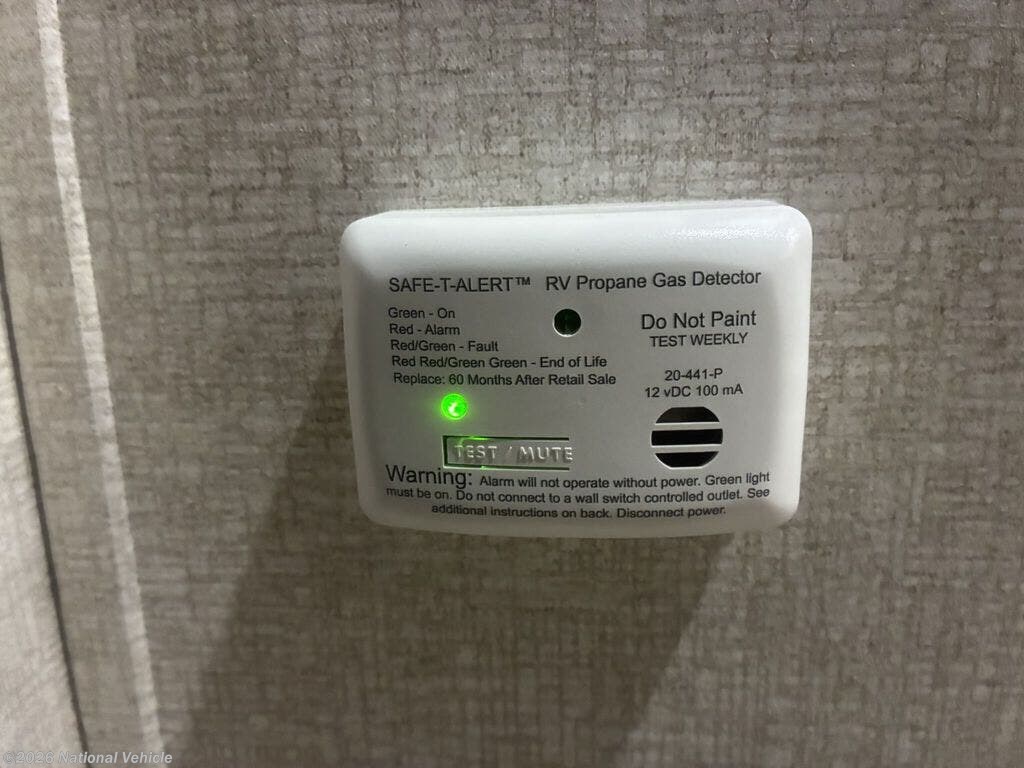 SAFE-T-ALERT™ RV Propane Gas Detector
Green - On
Red - Alarm
Red/Green - Fault
Red Red/Green Green - End of Life
Replace: 60 Months After Retail Sale
Do Not Paint
TEST WEEKLY
20-441-P
12 vDC 100 mA
TEST / MUTE
Warning: Alarm will not operate without power. Green light
must be on. Do not connect to a wall switch controlled outlet. See
additional instructions on back. Disconnect power.
©2026 National Vehicle